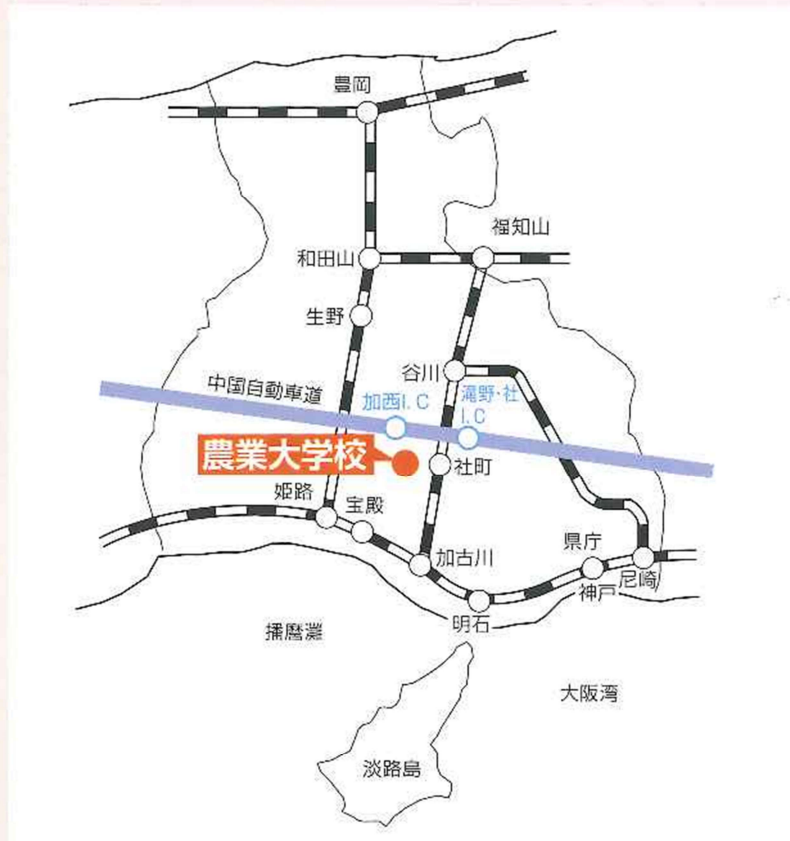 豊岡
福知山
和田山
生野
谷川
中国自動車道
加西I.C
滝野・社
I.C
農業大学校
社町
姫路
宝殿
加古川
県庁
神戸
尼崎
明石
播磨灘
大阪湾
淡路島